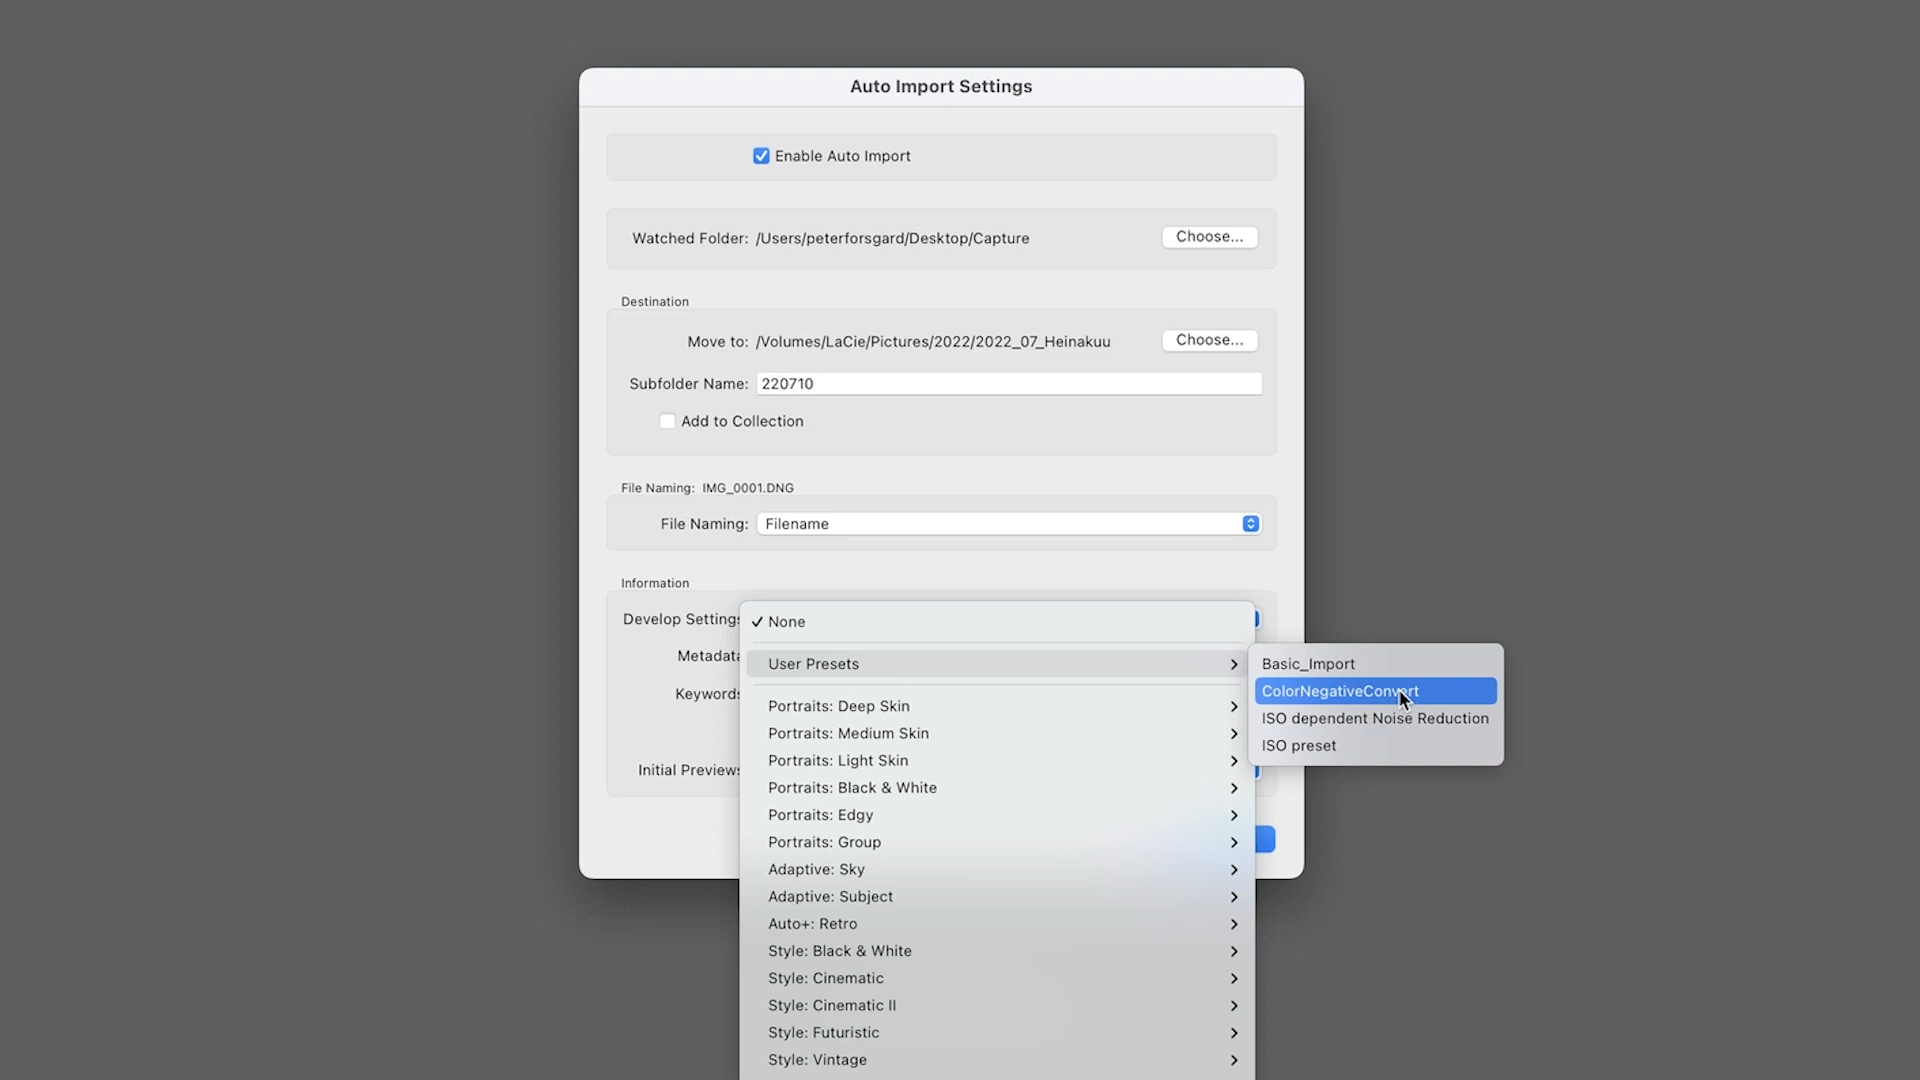 Auto Import Settings
Enable Auto Import
Watched Folder: /Users/peterforsgard/Desktop/Capture Choose...
Destination
Move to: /Volumes/LaCie/Pictures/2022/2022_07_Heinakuu Choose...
Subfolder Name: 220710
Add to Collection
File Naming: IMG_0001.DNG
File Naming: Filename
Information
Develop Settings
None
Metadata
User Presets
Basic_Import
Keywords
ColorNegativeConvert
Portraits: Deep Skin
ISO dependent Noise Reduction
Portraits: Medium Skin
ISO preset
Portraits: Light Skin
Initial Previews
Portraits: Black & White
Portraits: Edgy
Portraits: Group
Adaptive: Sky
Adaptive: Subject
Auto+: Retro
Style: Black & White
Style: Cinematic
Style: Cinematic II
Style: Futuristic
Style: Vintage